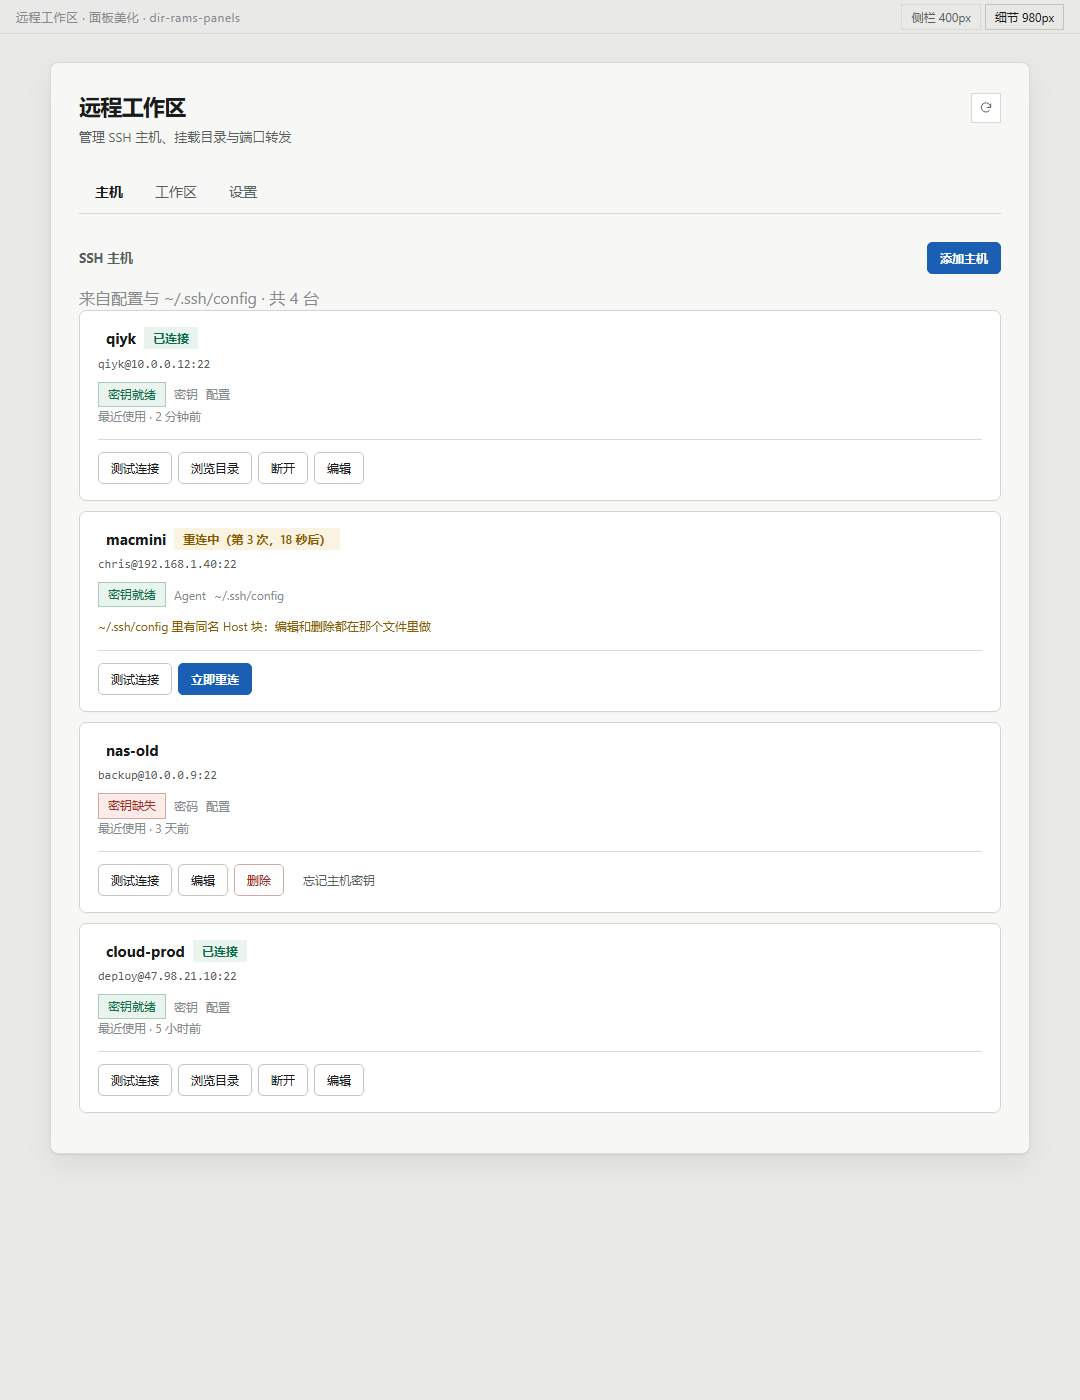 远程工作区 · 面板美化 · dir-rams-panels
侧栏 400px 细节 980px
远程工作区
管理 SSH 主机、挂载目录与端口转发
主机 工作区 设置
SSH 主机 添加主机
来自配置与 ~/.ssh/config · 共 4 台
qiyk 已连接
qiyk@10.0.0.12:22
密钥就绪 密钥 配置
最近使用 · 2 分钟前
测试连接 浏览目录 断开 编辑
macmini 重连中（第 3 次，18 秒后）
chris@192.168.1.40:22
密钥就绪 Agent ~/.ssh/config
~/.ssh/config 里有同名 Host 块：编辑和删除都在那个文件里做
测试连接 立即重连
nas-old
backup@10.0.0.9:22
密钥缺失 密码 配置
最近使用 · 3 天前
测试连接 编辑 删除 忘记主机密钥
cloud-prod 已连接
deploy@47.98.21.10:22
密钥就绪 密钥 配置
最近使用 · 5 小时前
测试连接 浏览目录 断开 编辑